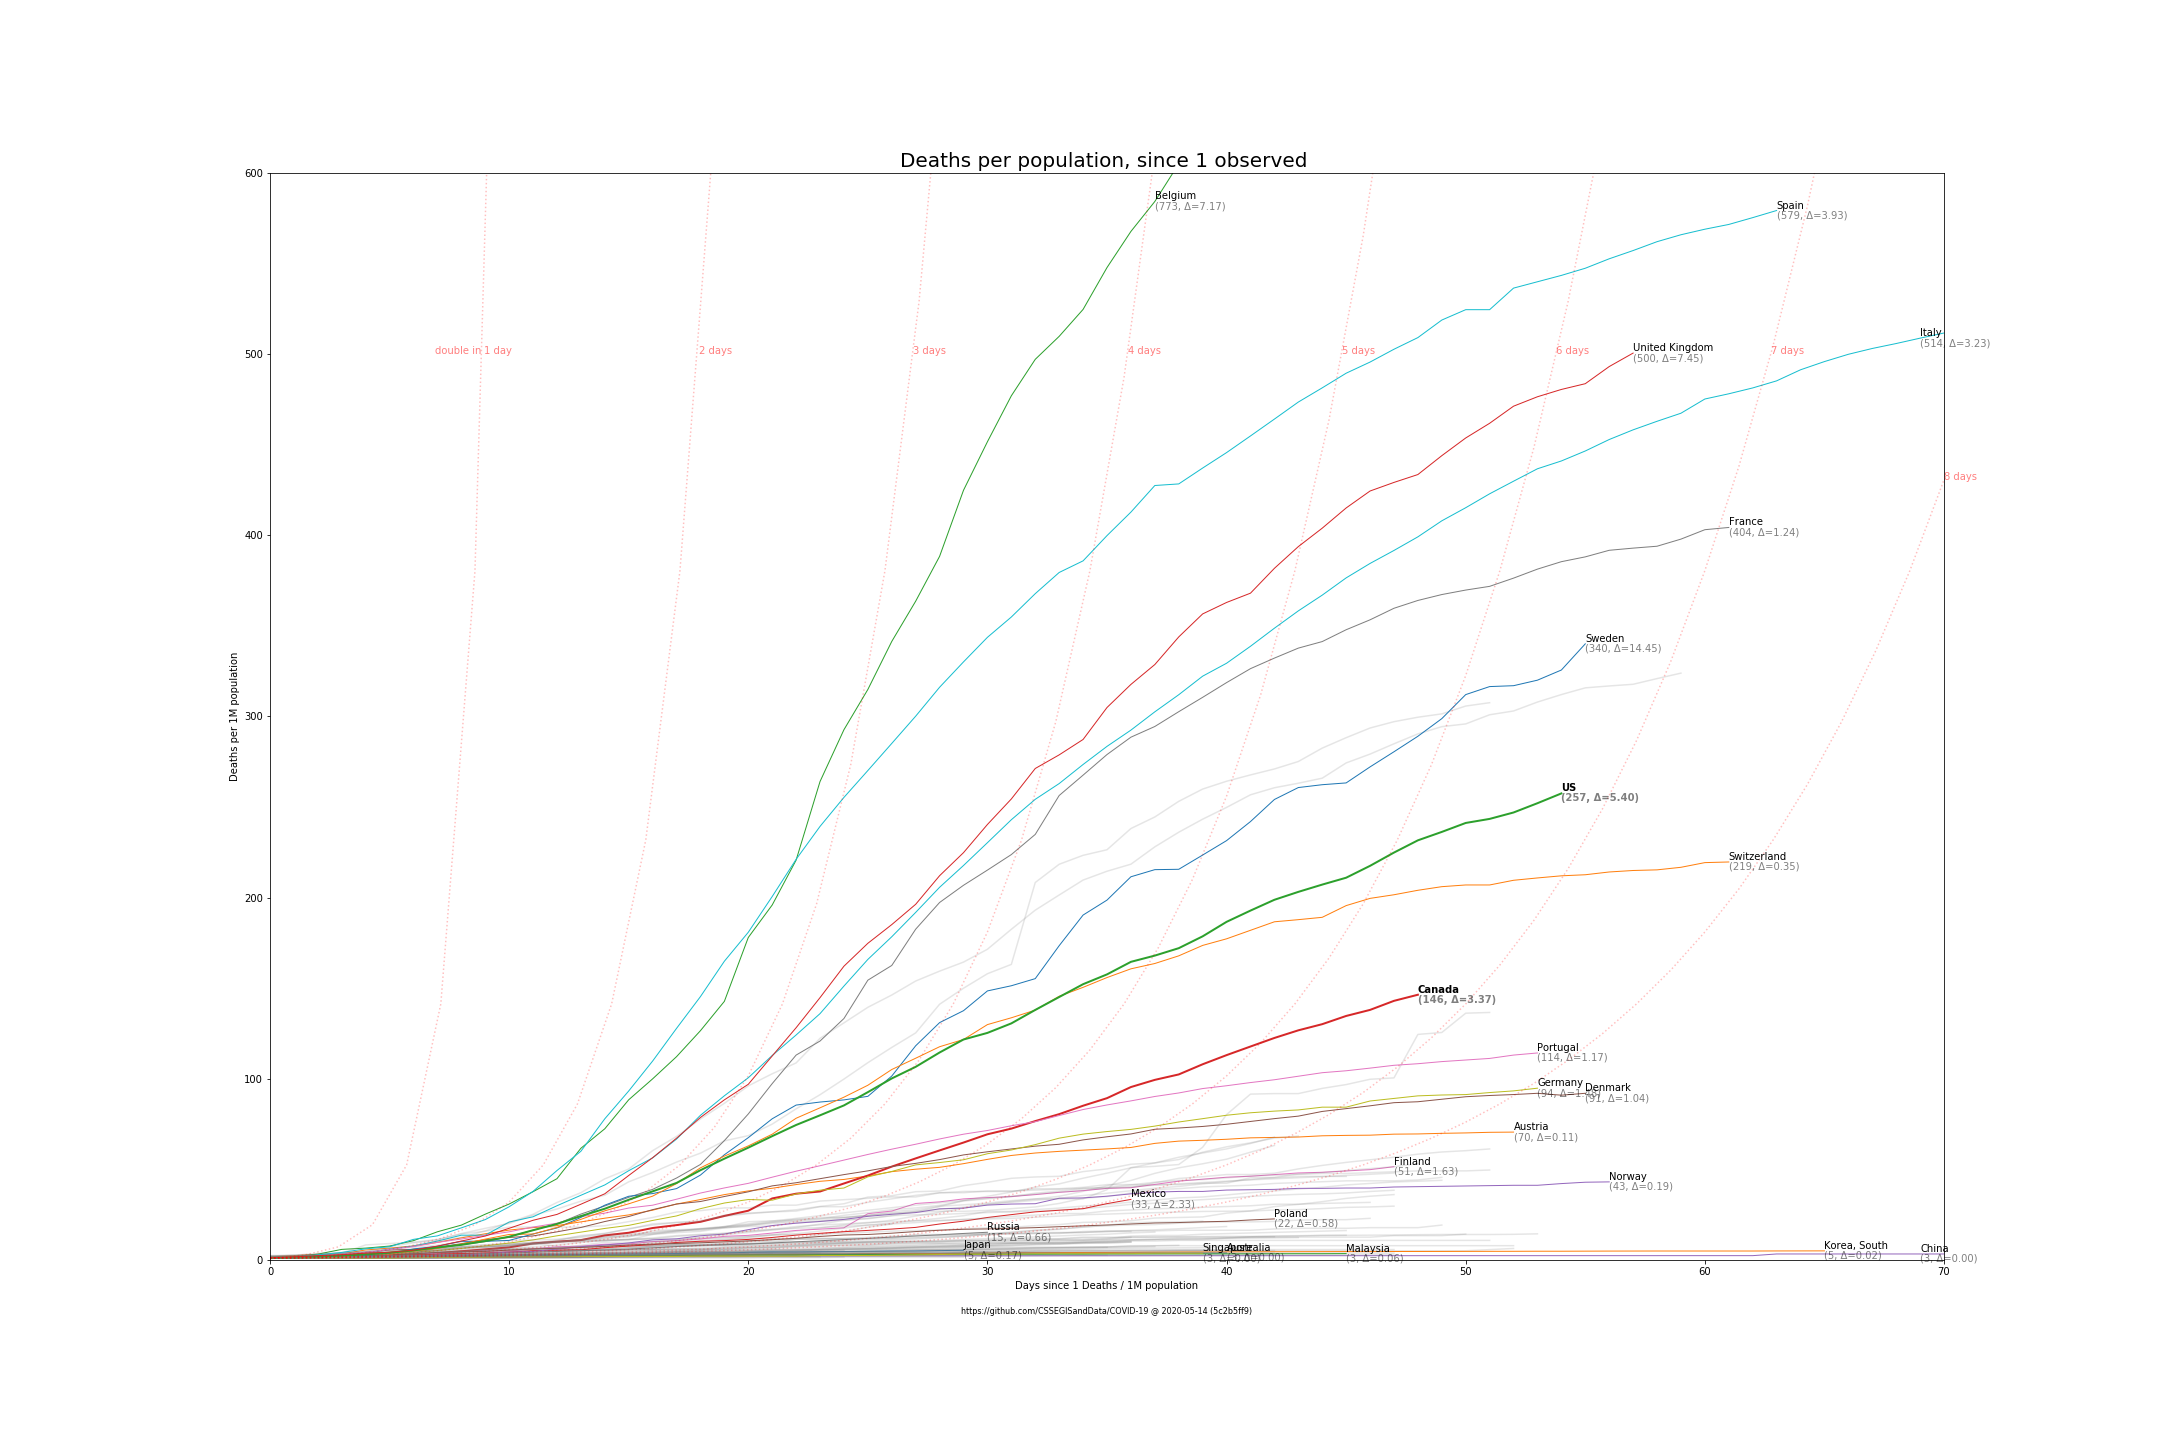 Deaths per population, since 1 observed
600
500
400
300
200
100
0
Deaths per 1M population
Belgium
(773, Δ=7.17)
Spain
(579, Δ=3.93)
double in 1 day
2 days
3 days
4 days
5 days
6 days
7 days
8 days
United Kingdom
(500, Δ=7.45)
Italy
(514, Δ=3.23)
France
(404, Δ=1.24)
Sweden
(340, Δ=14.45)
US
(257, Δ=5.40)
Switzerland
(219, Δ=0.35)
Canada
(146, Δ=3.37)
Portugal
(114, Δ=1.17)
Germany
(94, Δ=1.48)
Denmark
(91, Δ=1.04)
Austria
(70, Δ=0.11)
Finland
(51, Δ=1.63)
Norway
(43, Δ=0.19)
Mexico
(33, Δ=2.33)
Poland
(22, Δ=0.58)
Russia
(15, Δ=0.66)
Japan
(5, Δ=0.17)
Singapore
Australia
Malaysia
(3, Δ=0.06)
Korea, South
(5, Δ=0.02)
China
(3, Δ=0.00)
0 10 20 30 40 50 60 70
Days since 1 Deaths / 1M population
https://github.com/CSSEGISandData/COVID-19 @ 2020-05-14 (5c2b5ff9)